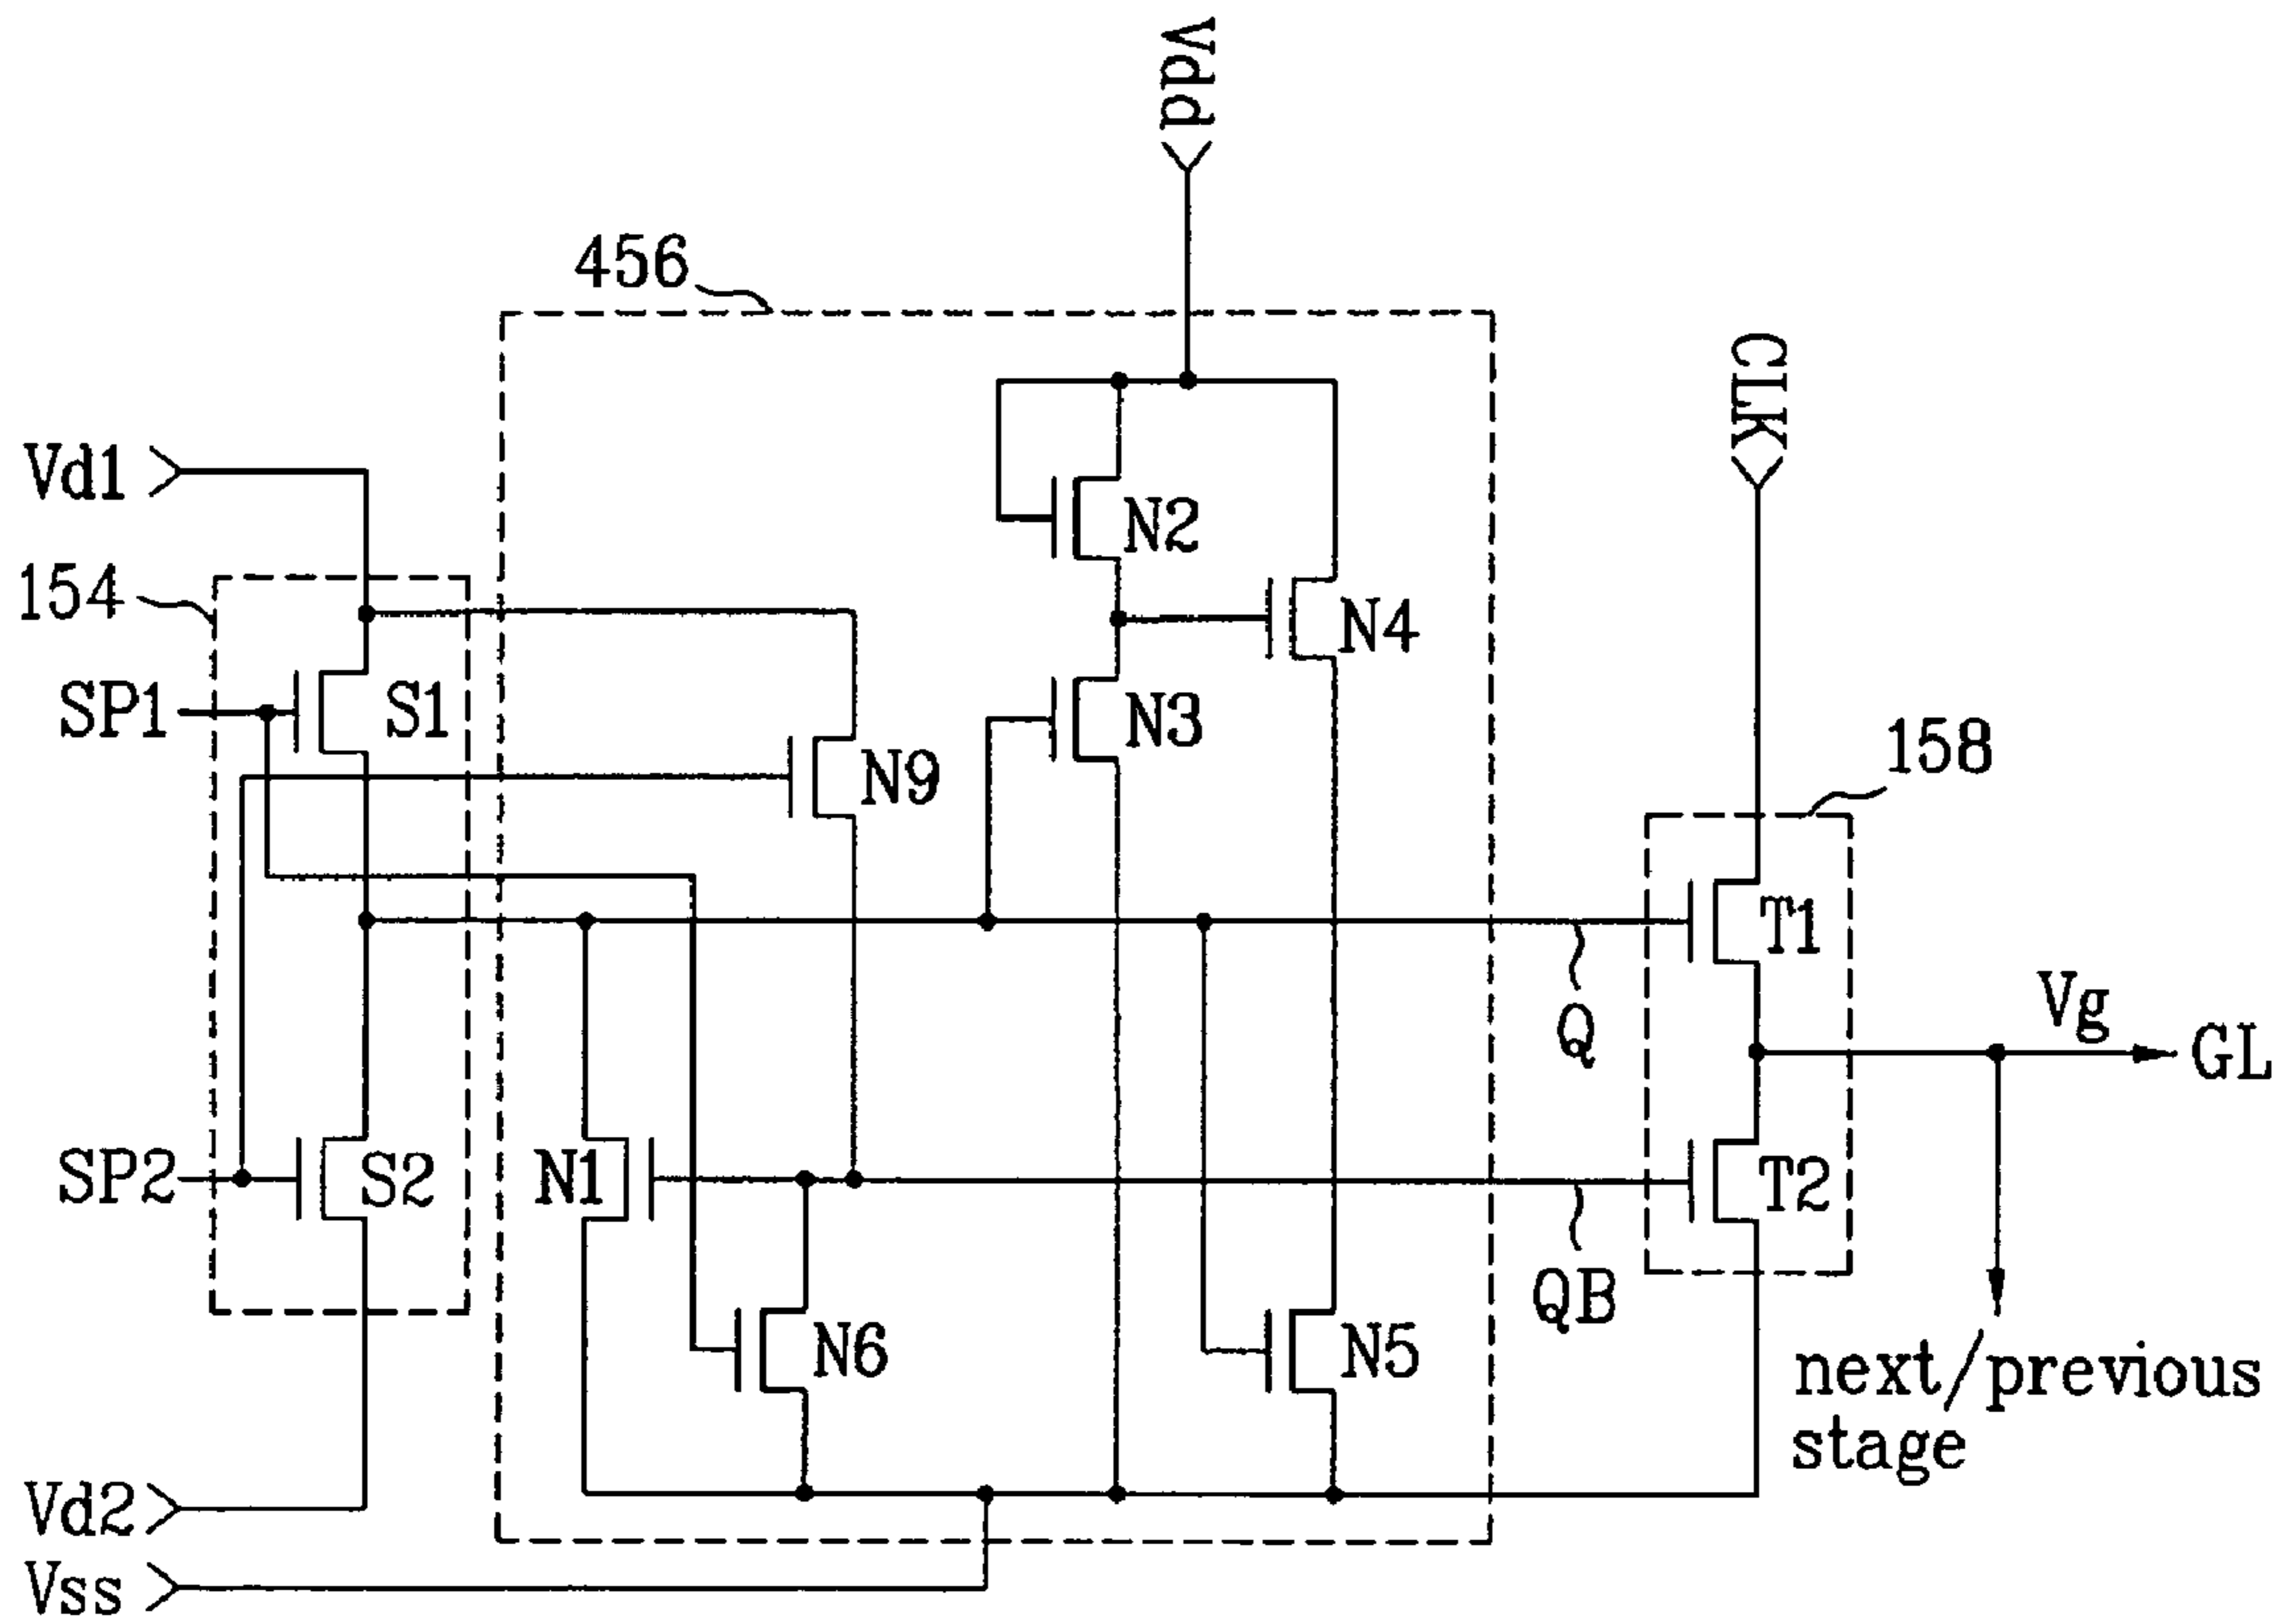 Vdd
456
CLK
Vd1
N2
154
N4
SP1
S1
N3
N9
158
T1
Vg
Q
GL
SP2
S2
N1
T2
QB
N6
N5
next/previous
stage
Vd2
Vss